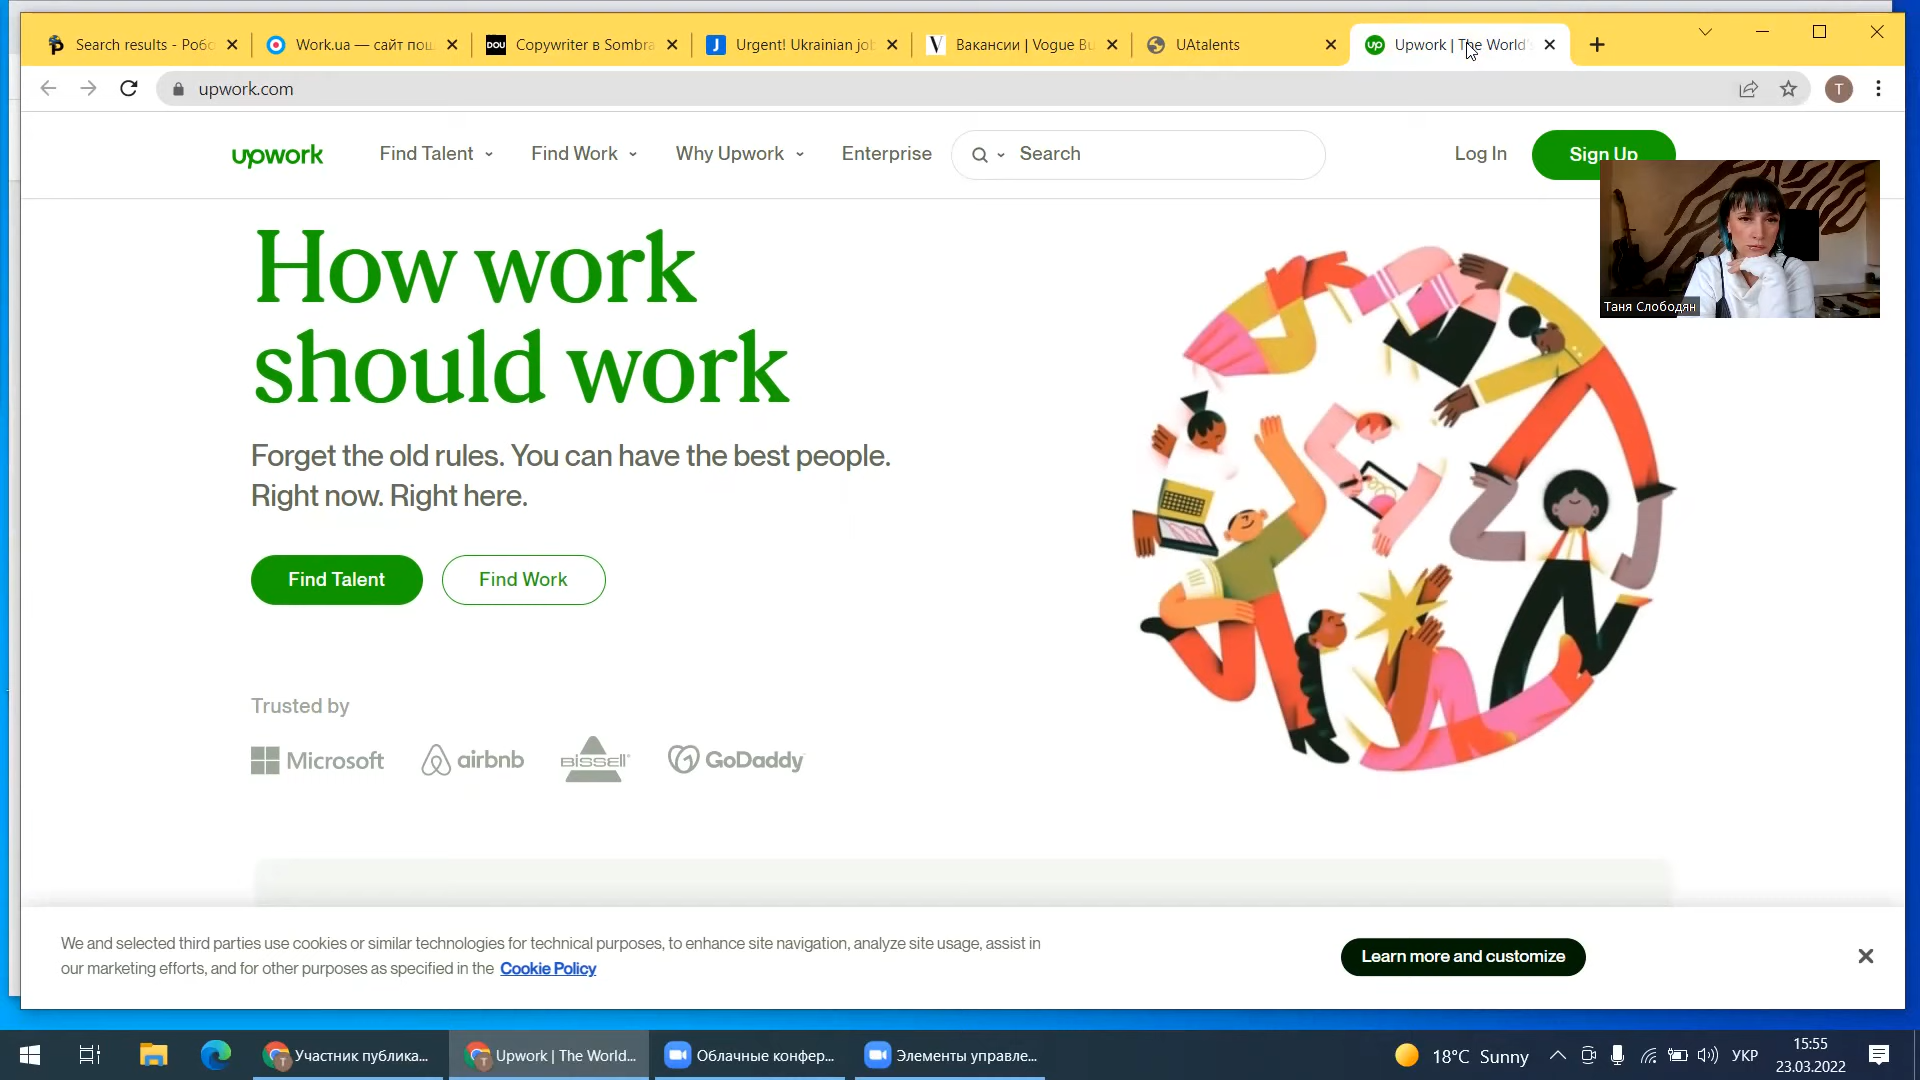 Search results - Робо
Work.ua — сайт пош
DOU
Copywriter в Sombra
J
Urgent! Ukrainian job
V
Вакансии | Vogue Bu
UAtalents
up
Upwork | The World's
upwork.com
T
upwork
Find Talent
Find Work
Why Upwork
Enterprise
Search
Log In
Sign Up
Таня Слободян
How work
should work
Forget the old rules. You can have the best people.
Right now. Right here.
Find Talent
Find Work
Trusted by
Microsoft
airbnb
BISSELL
GoDaddy
We and selected third parties use cookies or similar technologies for technical purposes, to enhance site navigation, analyze site usage, assist in
our marketing efforts, and for other purposes as specified in the Cookie Policy
Learn more and customize
Участник публика...
Upwork | The World...
Облачные конфер...
Элементы управле...
18°C Sunny
УКР
15:55
23.03.2022